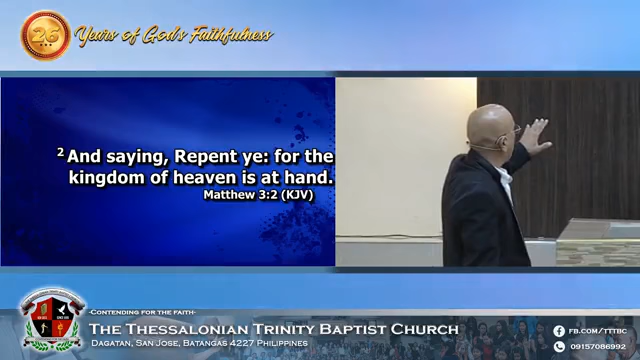 26
Years of God's Faithfulness
2 And saying, Repent ye: for the
kingdom of heaven is at hand.
Matthew 3:2 (KJV)
-Contending for the faith-
The Thessalonian Trinity Baptist Church
Dagatan, San Jose, Batangas 4227 Philippines
FB.COM/TTTBC
09157086992